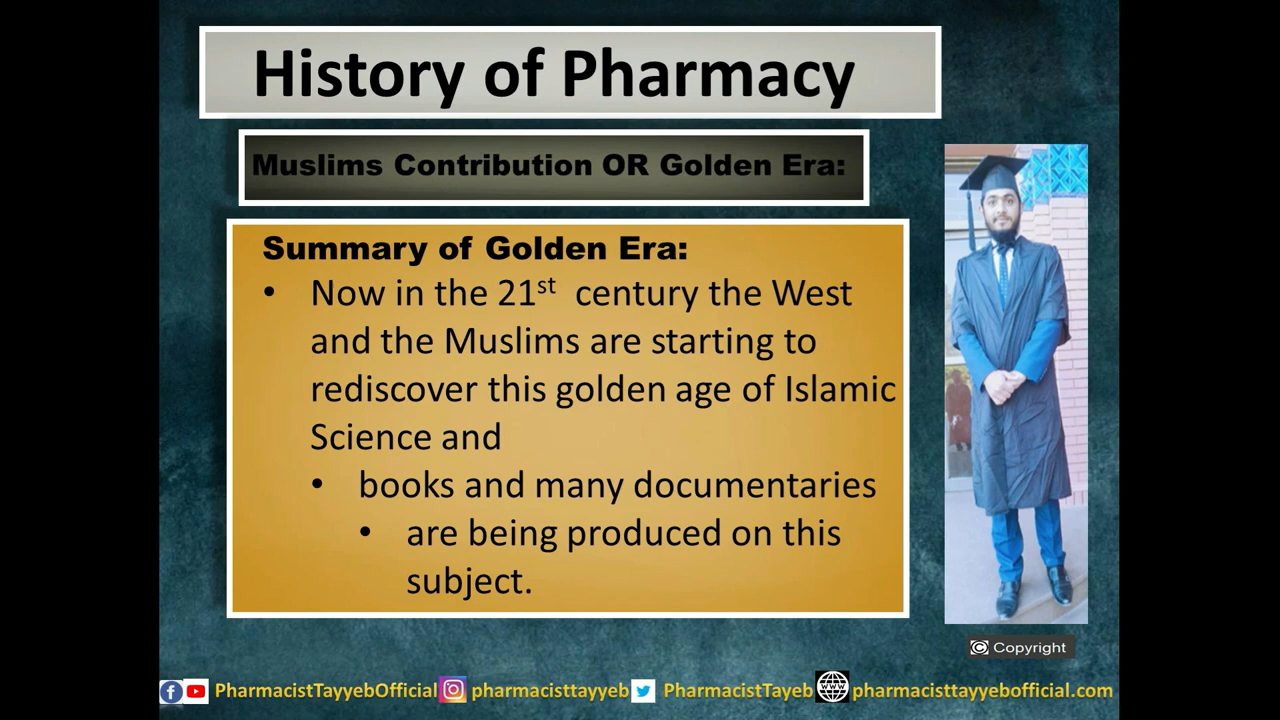 History of Pharmacy
Muslims Contribution OR Golden Era:
Summary of Golden Era:
• Now in the 21st century the West
and the Muslims are starting to
rediscover this golden age of Islamic
Science and
• books and many documentaries
• are being produced on this
subject.
© Copyright
PharmacistTayyebOfficial pharmacisttayyeb PharmacistTayeb pharmacisttayyebofficial.com